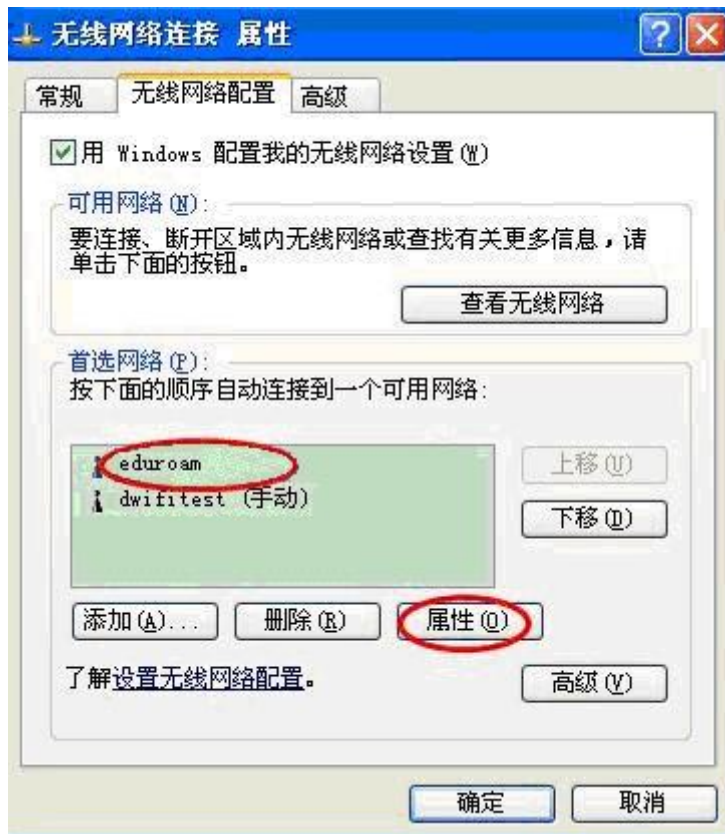 无线网络连接 属性
常规 无线网络配置 高级
用 Windows 配置我的无线网络设置(W)
可用网络(N):
要连接、断开区域内无线网络或查找有关更多信息，请
单击下面的按钮。
查看无线网络
首选网络(P):
按下面的顺序自动连接到一个可用网络:
eduroam
上移(U)
dwifitest (手动)
下移(D)
添加(A)... 删除(R) 属性(O)
了解设置无线网络配置。
高级(V)
确定 取消